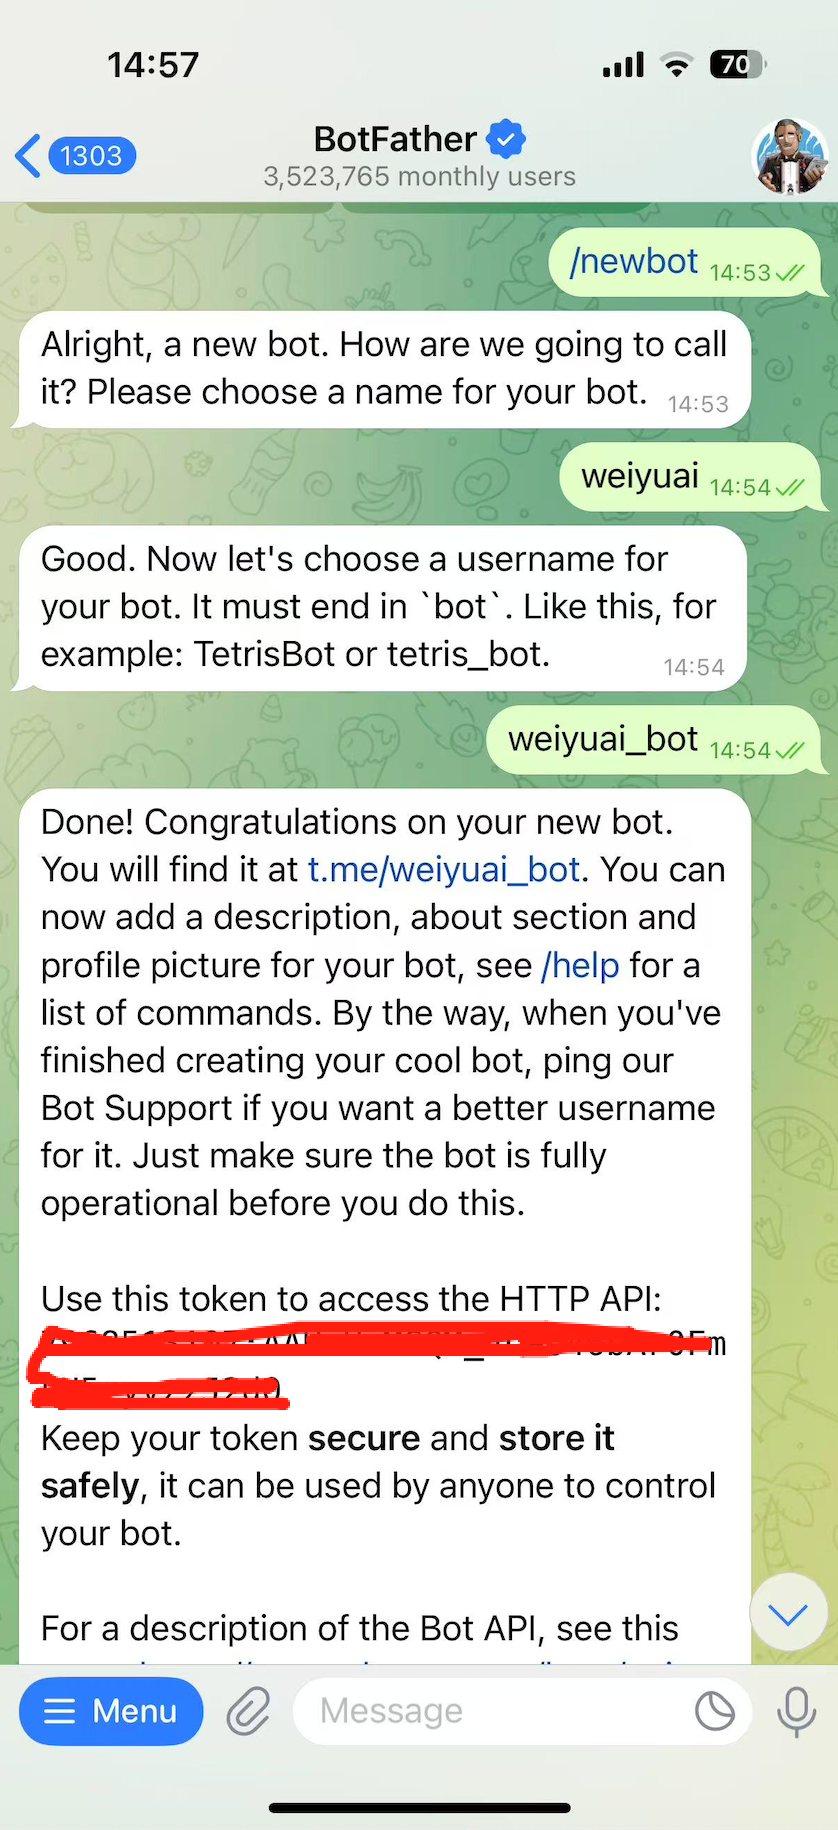 14:57
70
1303
BotFather
3,523,765 monthly users
/newbot 14:53
Alright, a new bot. How are we going to call
it? Please choose a name for your bot. 14:53
weiyuai 14:54
Good. Now let's choose a username for
your bot. It must end in `bot`. Like this, for
example: TetrisBot or tetris_bot. 14:54
weiyuai_bot 14:54
Done! Congratulations on your new bot.
You will find it at t.me/weiyuai_bot. You can
now add a description, about section and
profile picture for your bot, see /help for a
list of commands. By the way, when you've
finished creating your cool bot, ping our
Bot Support if you want a better username
for it. Just make sure the bot is fully
operational before you do this.
Use this token to access the HTTP API:
Keep your token secure and store it
safely, it can be used by anyone to control
your bot.
For a description of the Bot API, see this
Menu
Message